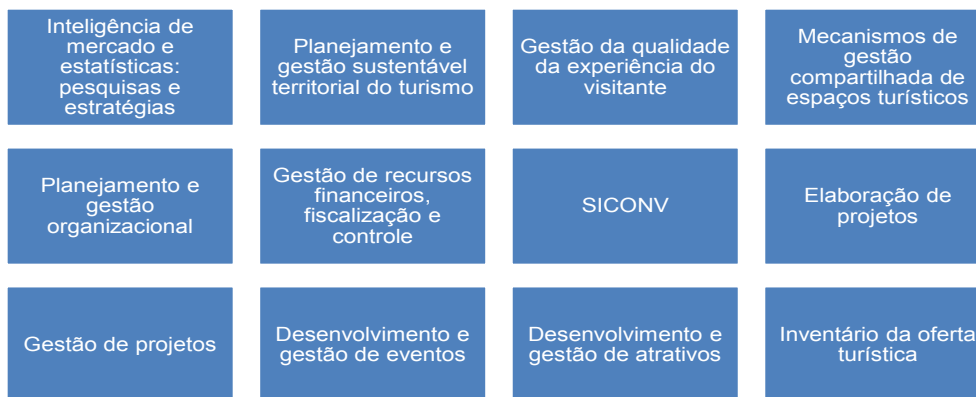 Inteligência de
mercado e
estatísticas:
pesquisas e
estratégias
Planejamento e
gestão sustentável
territorial do turismo
Gestão da qualidade
da experiência do
visitante
Mecanismos de
gestão
compartilhada de
espaços turísticos
Planejamento e
gestão
organizacional
Gestão de recursos
financeiros,
fiscalização e
controle
SICONV
Elaboração de
projetos
Gestão de projetos
Desenvolvimento e
gestão de eventos
Desenvolvimento e
gestão de atrativos
Inventário da oferta
turística